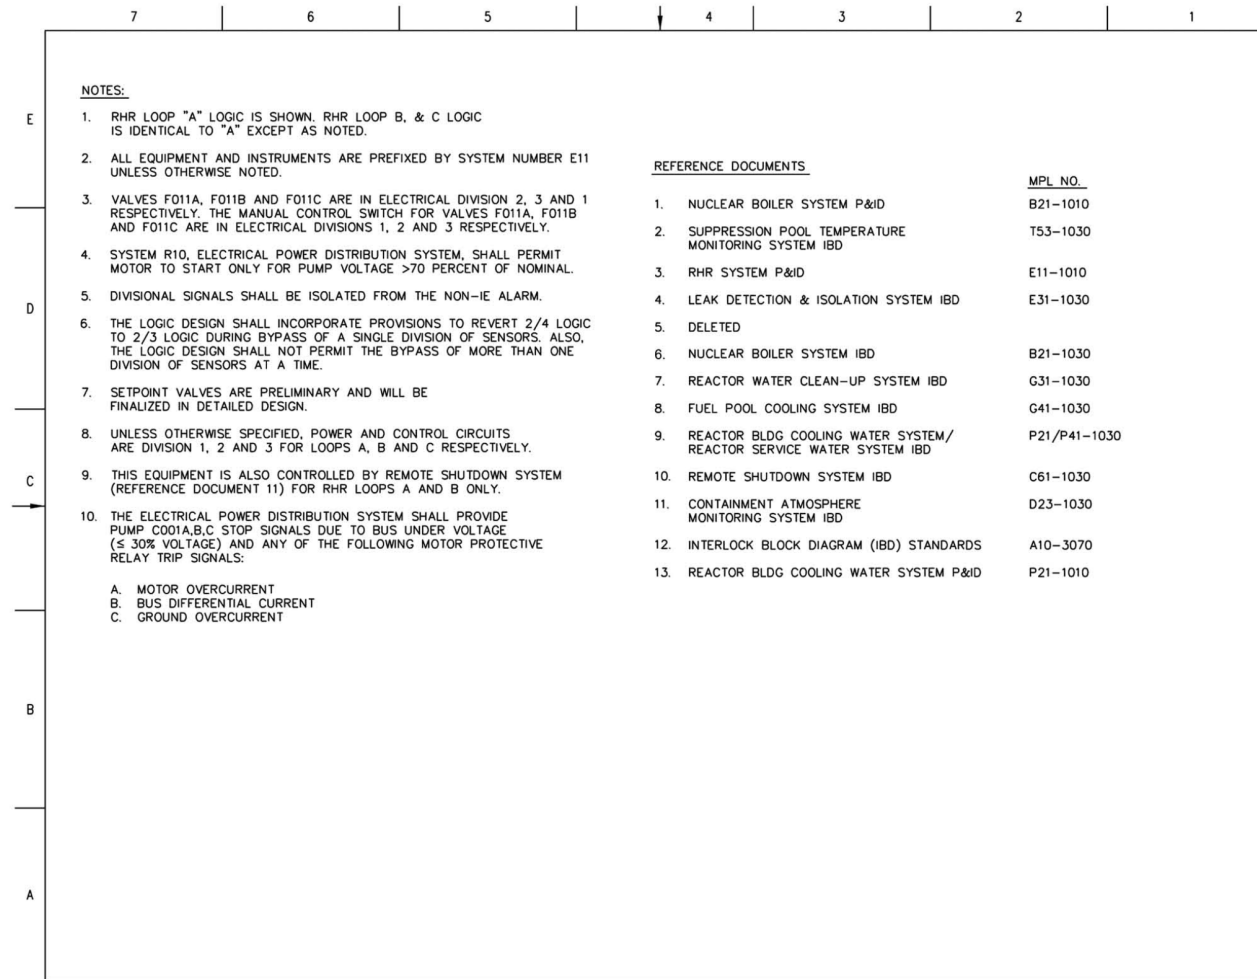 7 6 5 4 3 2 1
NOTES:
1. RHR LOOP "A" LOGIC IS SHOWN. RHR LOOP B, & C LOGIC
IS IDENTICAL TO "A" EXCEPT AS NOTED.
2. ALL EQUIPMENT AND INSTRUMENTS ARE PREFIXED BY SYSTEM NUMBER E11
UNLESS OTHERWISE NOTED.
3. VALVES F011A, F011B AND F011C ARE IN ELECTRICAL DIVISION 2, 3 AND 1
RESPECTIVELY. THE MANUAL CONTROL SWITCH FOR VALVES F011A, F011B
AND F011C ARE IN ELECTRICAL DIVISIONS 1, 2 AND 3 RESPECTIVELY.
4. SYSTEM R10, ELECTRICAL POWER DISTRIBUTION SYSTEM, SHALL PERMIT
MOTOR TO START ONLY FOR PUMP VOLTAGE >70 PERCENT OF NOMINAL.
5. DIVISIONAL SIGNALS SHALL BE ISOLATED FROM THE NON-IE ALARM.
6. THE LOGIC DESIGN SHALL INCORPORATE PROVISIONS TO REVERT 2/4 LOGIC
TO 2/3 LOGIC DURING BYPASS OF A SINGLE DIVISION OF SENSORS. ALSO,
THE LOGIC DESIGN SHALL NOT PERMIT THE BYPASS OF MORE THAN ONE
DIVISION OF SENSORS AT A TIME.
7. SETPOINT VALVES ARE PRELIMINARY AND WILL BE
FINALIZED IN DETAILED DESIGN.
8. UNLESS OTHERWISE SPECIFIED, POWER AND CONTROL CIRCUITS
ARE DIVISION 1, 2 AND 3 FOR LOOPS A, B AND C RESPECTIVELY.
9. THIS EQUIPMENT IS ALSO CONTROLLED BY REMOTE SHUTDOWN SYSTEM
(REFERENCE DOCUMENT 11) FOR RHR LOOPS A AND B ONLY.
10. THE ELECTRICAL POWER DISTRIBUTION SYSTEM SHALL PROVIDE
PUMP C001A,B,C STOP SIGNALS DUE TO BUS UNDER VOLTAGE
(≤ 30% VOLTAGE) AND ANY OF THE FOLLOWING MOTOR PROTECTIVE
RELAY TRIP SIGNALS:
A. MOTOR OVERCURRENT
B. BUS DIFFERENTIAL CURRENT
C. GROUND OVERCURRENT
REFERENCE DOCUMENTS
MPL NO.
1. NUCLEAR BOILER SYSTEM P&ID B21-1010
2. SUPPRESSION POOL TEMPERATURE T53-1030
MONITORING SYSTEM IBD
3. RHR SYSTEM P&ID E11-1010
4. LEAK DETECTION & ISOLATION SYSTEM IBD E31-1030
5. DELETED
6. NUCLEAR BOILER SYSTEM IBD B21-1030
7. REACTOR WATER CLEAN-UP SYSTEM IBD G31-1030
8. FUEL POOL COOLING SYSTEM IBD G41-1030
9. REACTOR BLDG COOLING WATER SYSTEM/ P21/P41-1030
REACTOR SERVICE WATER SYSTEM IBD
10. REMOTE SHUTDOWN SYSTEM IBD C61-1030
11. CONTAINMENT ATMOSPHERE D23-1030
MONITORING SYSTEM IBD
12. INTERLOCK BLOCK DIAGRAM (IBD) STANDARDS A10-3070
13. REACTOR BLDG COOLING WATER SYSTEM P&ID P21-1010
E
D
C
B
A